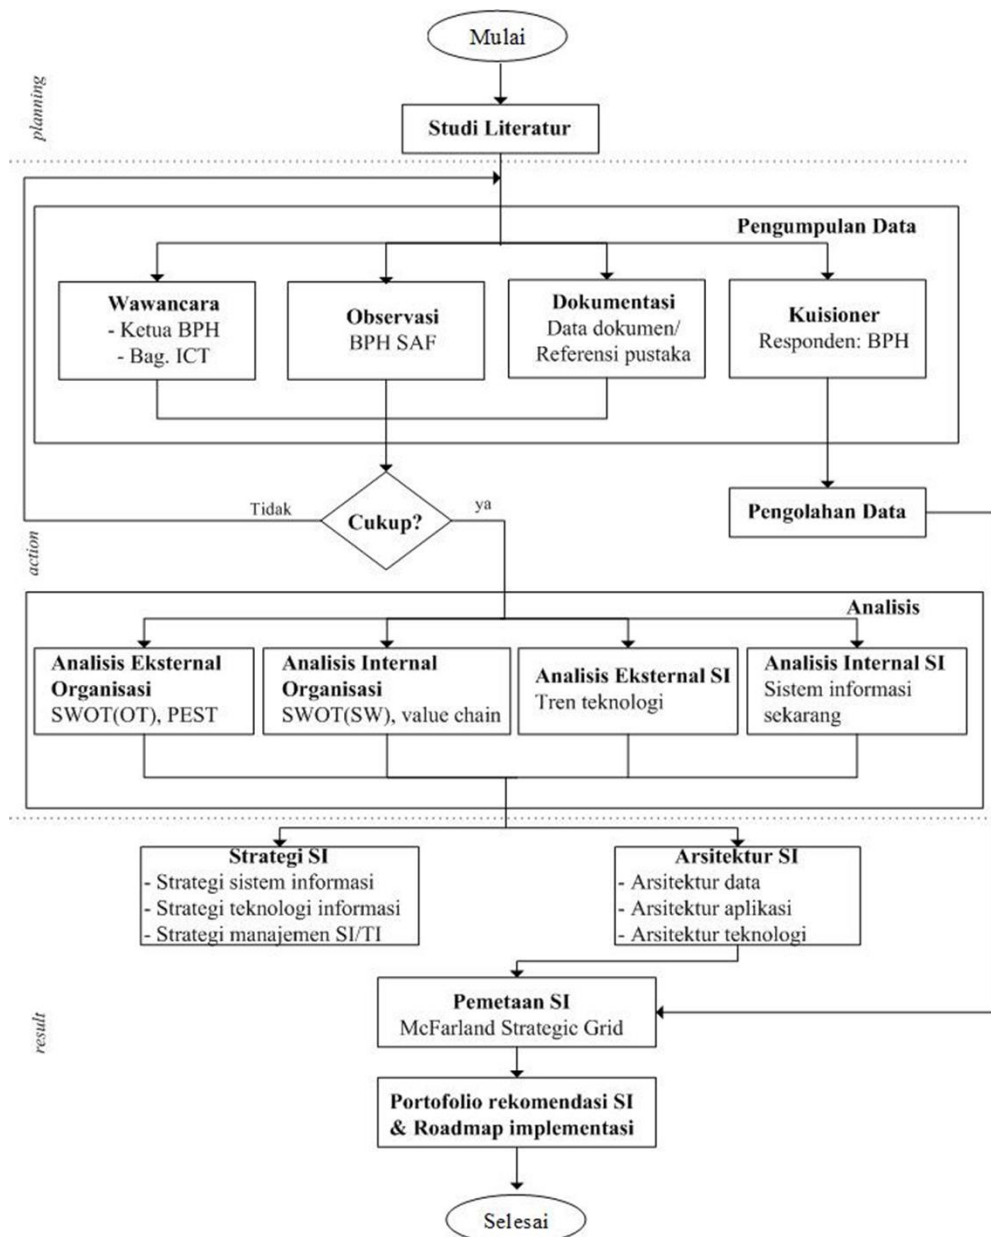 Mulai
planning
Studi Literatur
Pengumpulan Data
Wawancara
- Ketua BPH
- Bag. ICT
Observasi
BPH SAF
Dokumentasi
Data dokumen/
Referensi pustaka
Kuisioner
Responden: BPH
Tidak
Cukup?
ya
Pengolahan Data
action
Analisis
Analisis Eksternal
Organisasi
SWOT(OT), PEST
Analisis Internal
Organisasi
SWOT(SW), value chain
Analisis Eksternal SI
Tren teknologi
Analisis Internal SI
Sistem informasi
sekarang
Strategi SI
- Strategi sistem informasi
- Strategi teknologi informasi
- Strategi manajemen SI/TI
Arsitektur SI
- Arsitektur data
- Arsitektur aplikasi
- Arsitektur teknologi
result
Pemetaan SI
McFarland Strategic Grid
Portofolio rekomendasi SI
& Roadmap implementasi
Selesai